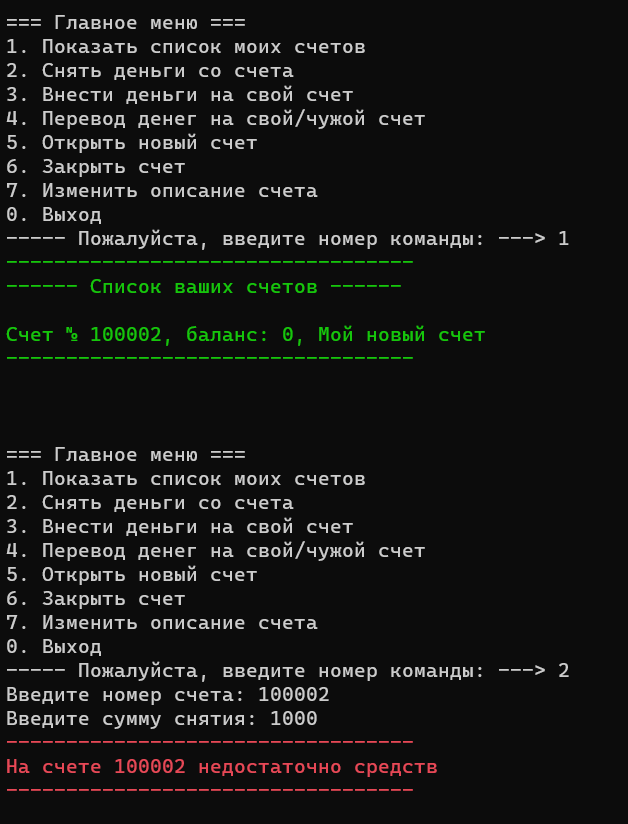 === Главное меню ===
1. Показать список моих счетов
2. Снять деньги со счета
3. Внести деньги на свой счет
4. Перевод денег на свой/чужой счет
5. Открыть новый счет
6. Закрыть счет
7. Изменить описание счета
0. Выход
----- Пожалуйста, введите номер команды: ---> 1
----------------------------------
------ Список ваших счетов ------
Счет № 100002, баланс: 0, Мой новый счет
----------------------------------
=== Главное меню ===
1. Показать список моих счетов
2. Снять деньги со счета
3. Внести деньги на свой счет
4. Перевод денег на свой/чужой счет
5. Открыть новый счет
6. Закрыть счет
7. Изменить описание счета
0. Выход
----- Пожалуйста, введите номер команды: ---> 2
Введите номер счета: 100002
Введите сумму снятия: 1000
----------------------------------
На счете 100002 недостаточно средств
----------------------------------